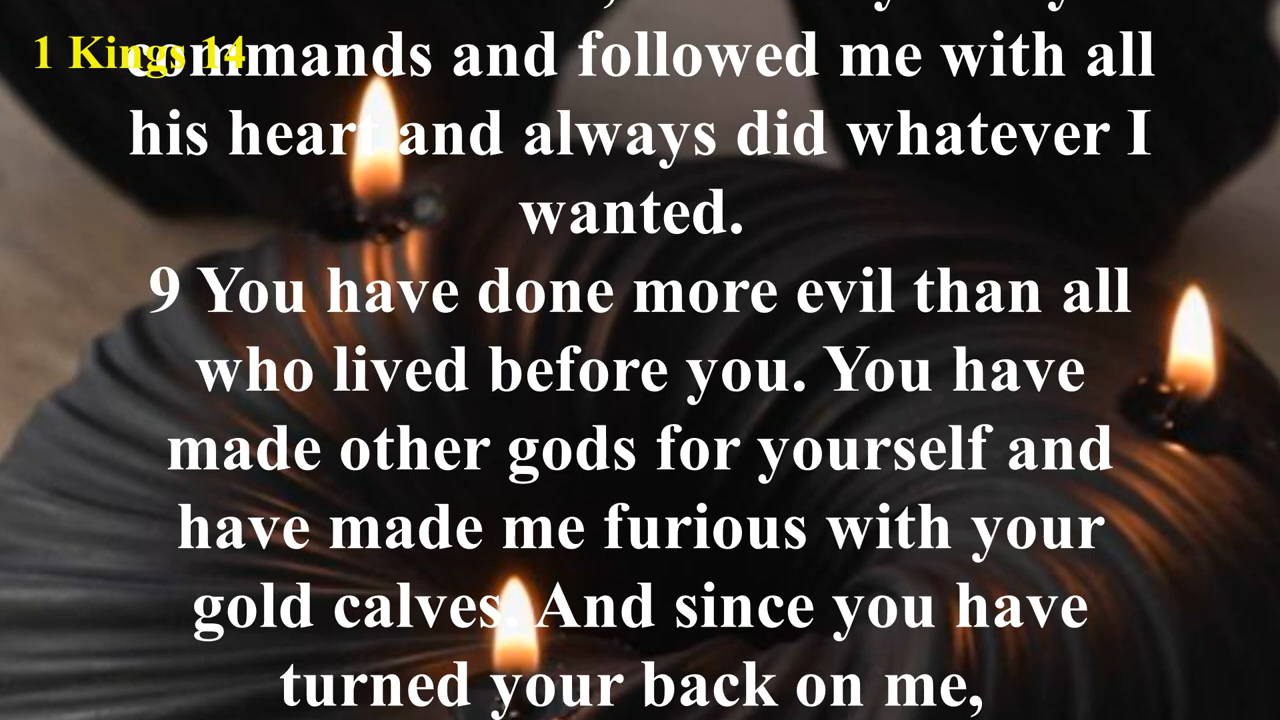 1 Kings 14
commands and followed me with all
his heart and always did whatever I
wanted.
9 You have done more evil than all
who lived before you. You have
made other gods for yourself and
have made me furious with your
gold calves. And since you have
turned your back on me,